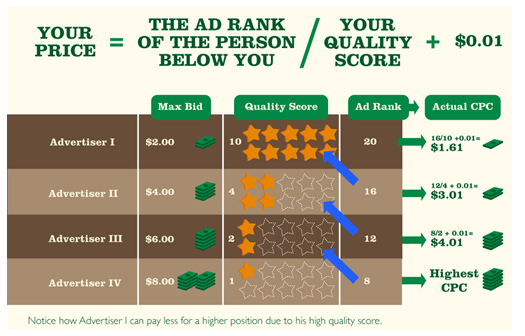 YOUR PRICE = THE AD RANK OF THE PERSON BELOW YOU / YOUR QUALITY SCORE + $0.01
Max Bid Quality Score Ad Rank Actual CPC
Advertiser I $2.00 10 20 16/10 +0.01= $1.61
Advertiser II $4.00 4 16 12/4 + 0.01= $3.01
Advertiser III $6.00 2 12 8/2 + 0.01= $4.01
Advertiser IV $8.00 1 8 Highest CPC
Notice how Advertiser I can pay less for a higher position due to his high quality score.